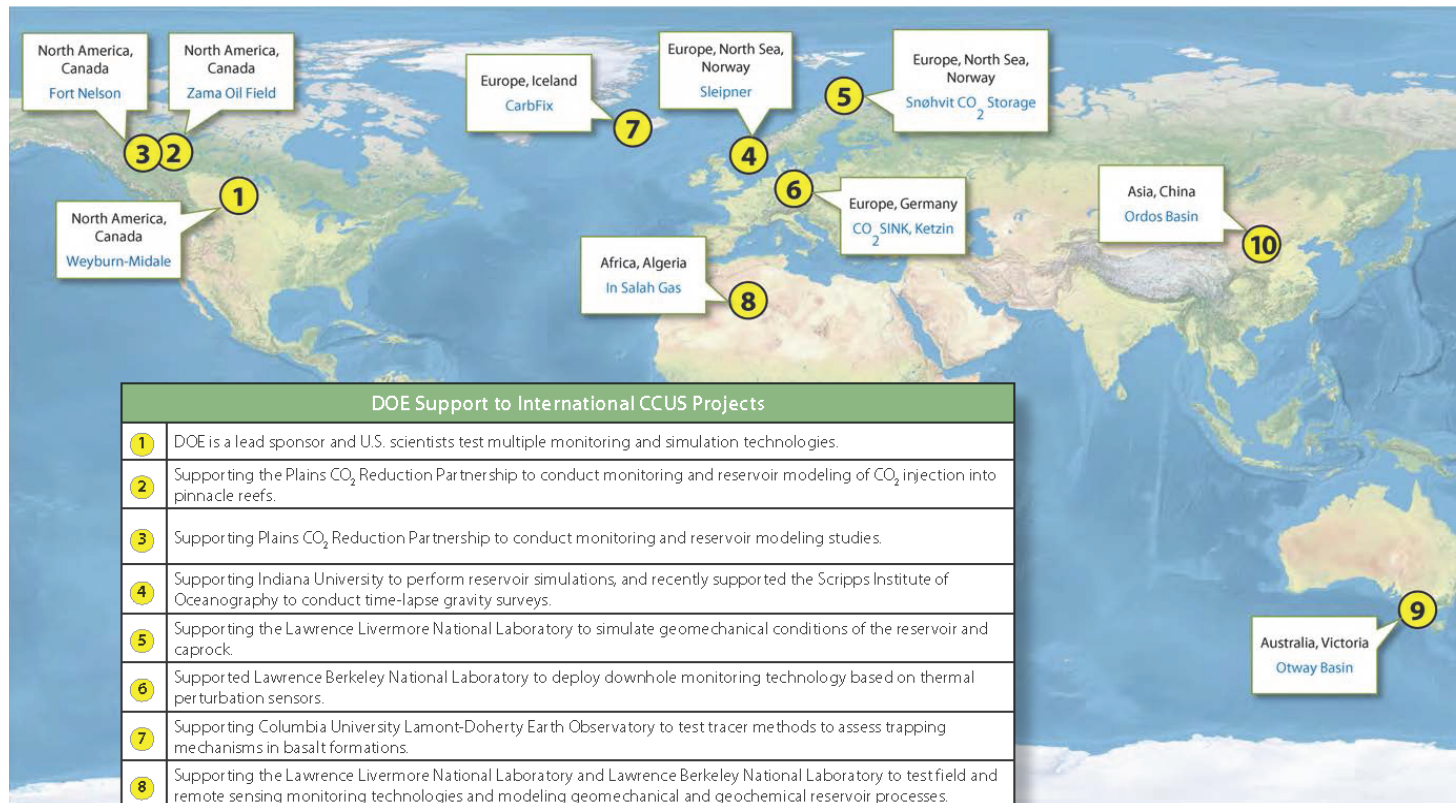 North America,
Canada
Fort Nelson
North America,
Canada
Zama Oil Field
Europe, Iceland
CarbFix
Europe, North Sea,
Norway
Sleipner
Europe, North Sea,
Norway
Snøhvit CO2 Storage
5
7
3
2
4
1
6
North America,
Canada
Weyburn-Midale
Europe, Germany
CO2SINK, Ketzin
Asia, China
Ordos Basin
10
Africa, Algeria
In Salah Gas
8
9
Australia, Victoria
Otway Basin
DOE Support to International CCUS Projects
1 DOE is a lead sponsor and U.S. scientists test multiple monitoring and simulation technologies.
2 Supporting the Plains CO2 Reduction Partnership to conduct monitoring and reservoir modeling of CO2 injection into
pinnacle reefs.
3 Supporting Plains CO2 Reduction Partnership to conduct monitoring and reservoir modeling studies.
4 Supporting Indiana University to perform reservoir simulations, and recently supported the Scripps Institute of
Oceanography to conduct time-lapse gravity surveys.
5 Supporting the Lawrence Livermore National Laboratory to simulate geomechanical conditions of the reservoir and
caprock.
6 Supported Lawrence Berkeley National Laboratory to deploy downhole monitoring technology based on thermal
perturbation sensors.
7 Supporting Columbia University Lamont-Doherty Earth Observatory to test tracer methods to assess trapping
mechanisms in basalt formations.
8 Supporting the Lawrence Livermore National Laboratory and Lawrence Berkeley National Laboratory to test field and
remote sensing monitoring technologies and modeling geomechanical and geochemical reservoir processes.